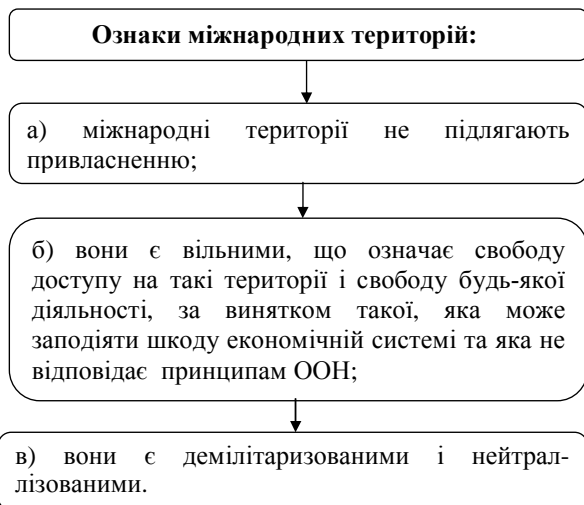 Ознаки міжнародних територій:
а) міжнародні території не підлягають
привласненню;
б) вони є вільними, що означає свободу
доступу на такі території і свободу будь-якої
діяльності, за винятком такої, яка може
заподіяти шкоду економічній системі та яка не
відповідає принципам ООН;
в) вони є демілітаризованими і нейтрал-
лізованими.